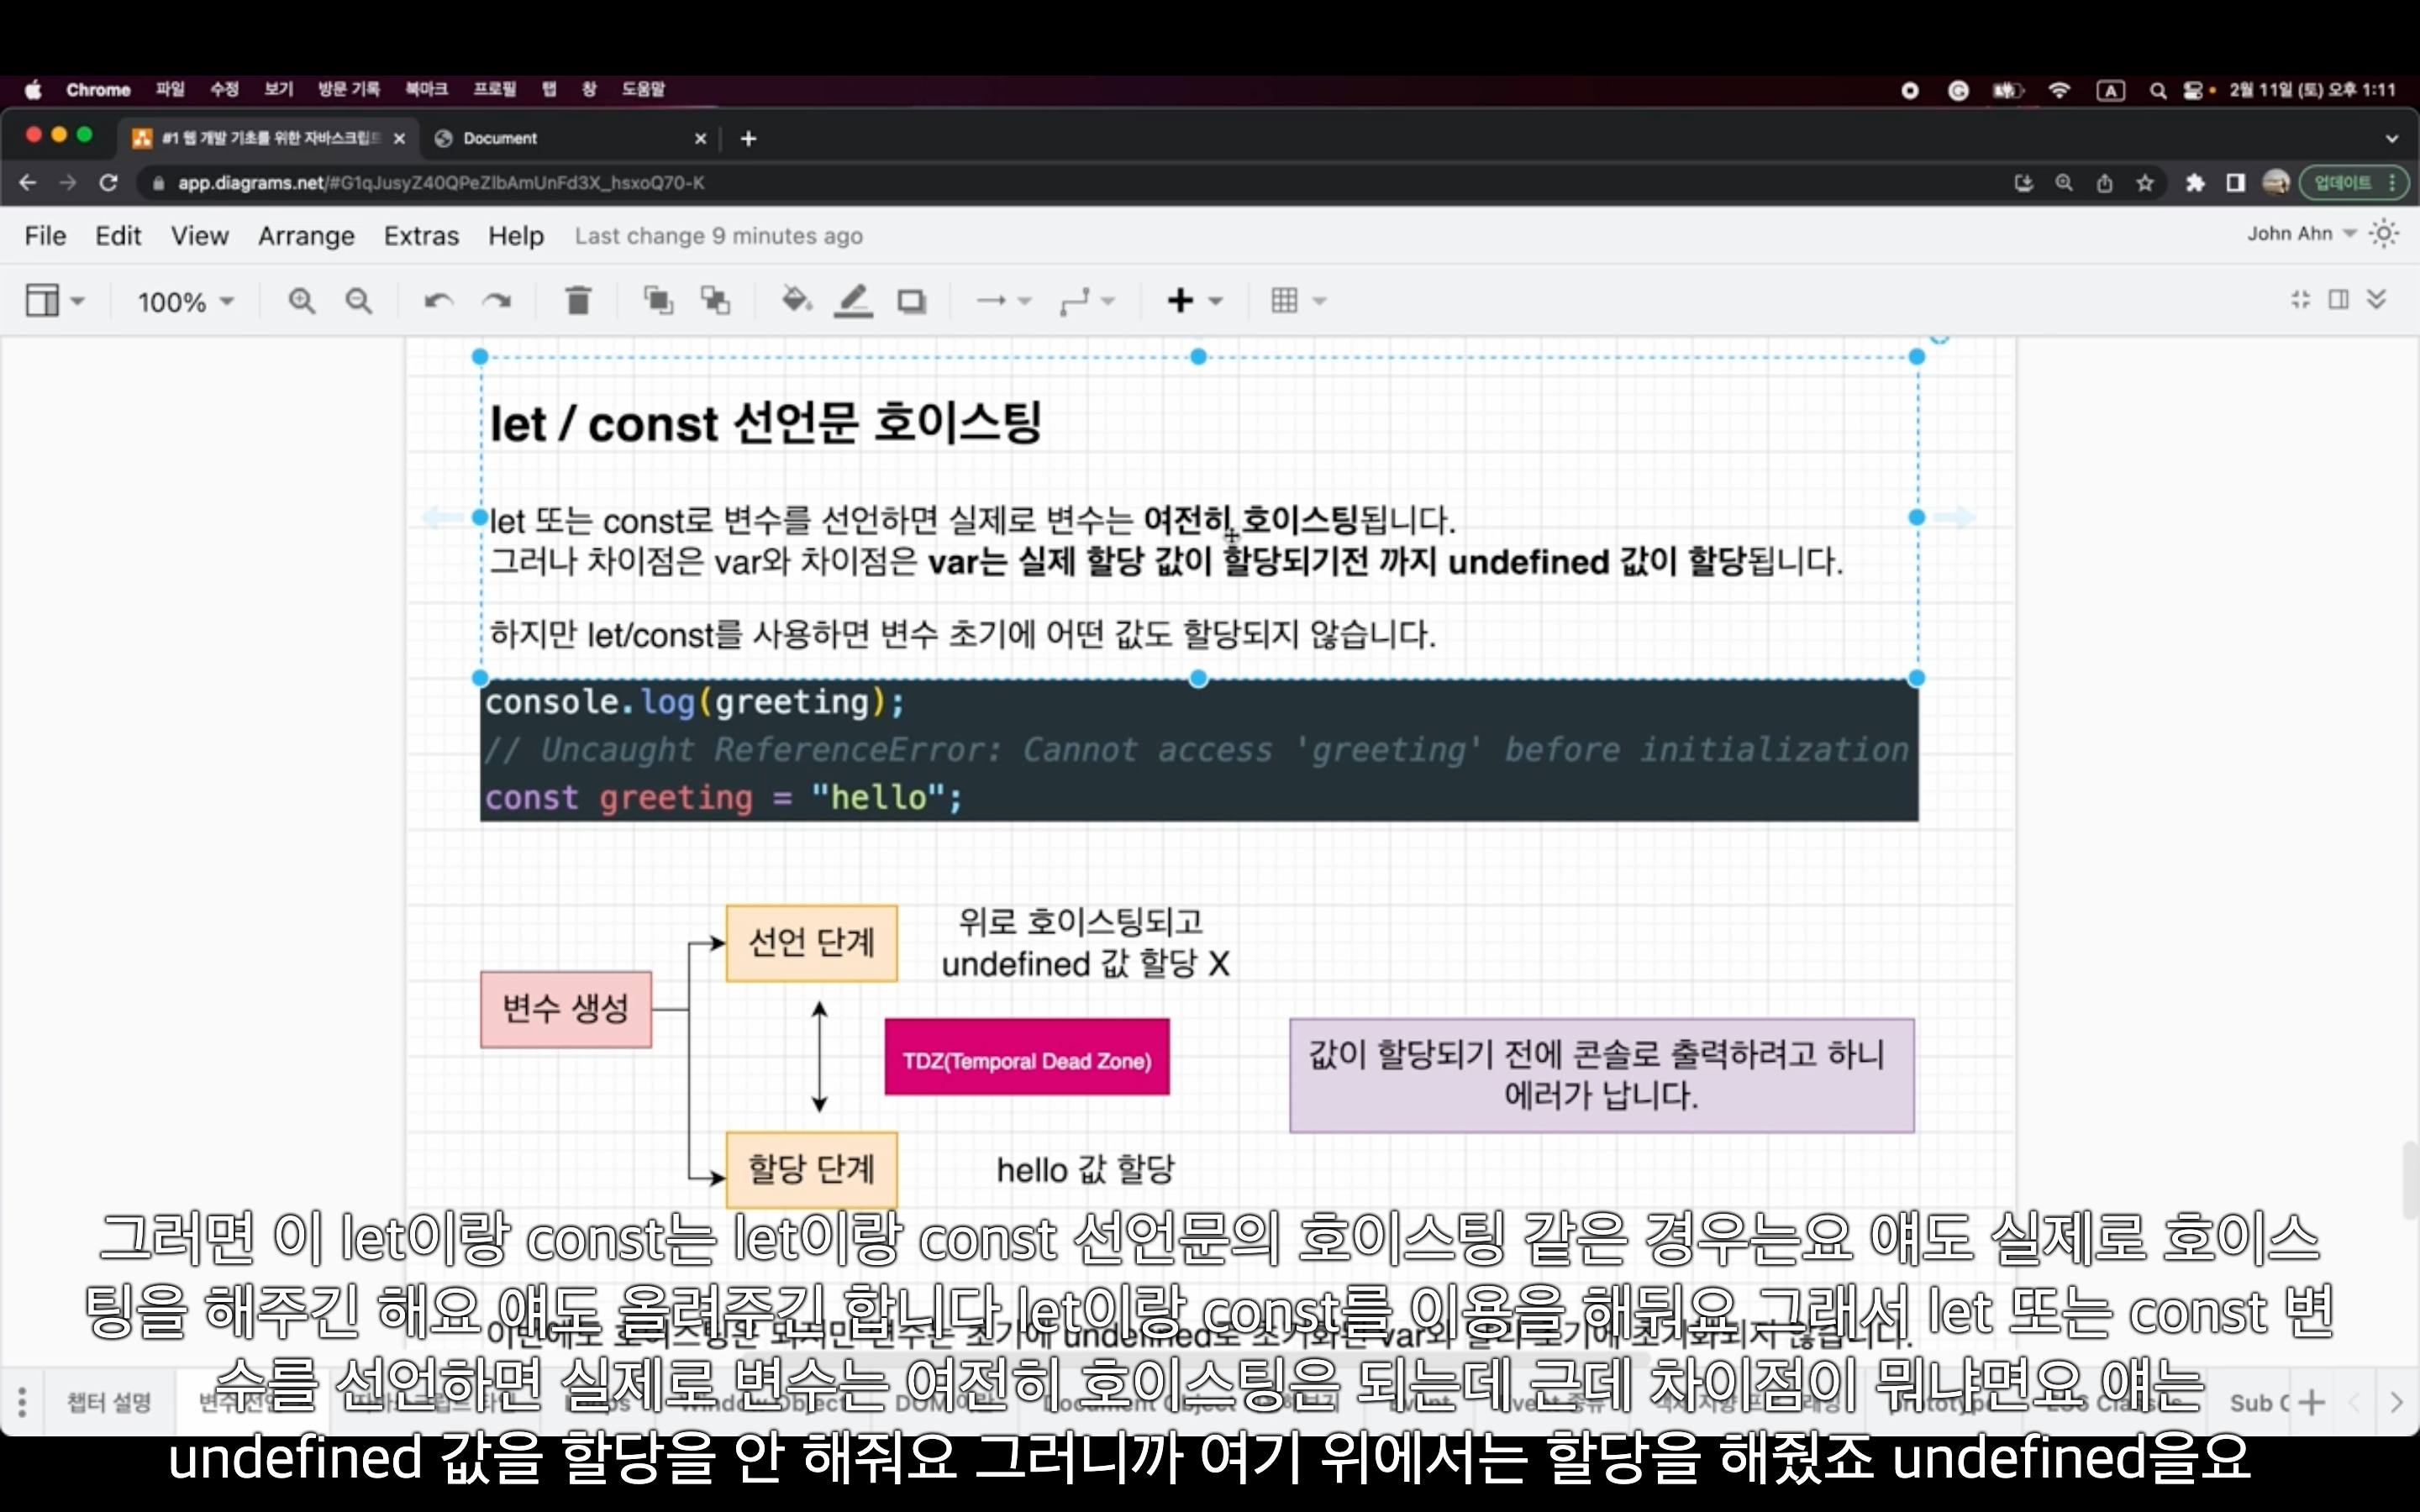 Chrome 파일 수정 보기 방문 기록 북마크 프로필 탭 창 도움말 A 2월 11일 (토) 오후 1:11
#1 웹 개발 기초를 위한 자바스크립트 Document
app.diagrams.net/#G1qJusyZ40QPeZlbAmUnFd3X_hsxoQ70-K 업데이트
File Edit View Arrange Extras Help Last change 9 minutes ago John Ahn
100%
let / const 선언문 호이스팅
let 또는 const로 변수를 선언하면 실제로 변수는 여전히 호이스팅됩니다.
그러나 차이점은 var와 차이점은 var는 실제 할당 값이 할당되기전 까지 undefined 값이 할당됩니다.
하지만 let/const를 사용하면 변수 초기에 어떤 값도 할당되지 않습니다.
console.log(greeting);
// Uncaught ReferenceError: Cannot access 'greeting' before initialization
const greeting = "hello";
위로 호이스팅되고
선언 단계
undefined 값 할당 X
변수 생성
TDZ(Temporal Dead Zone)
값이 할당되기 전에 콘솔로 출력하려고 하니
에러가 납니다.
할당 단계
hello 값 할당
그러면 이 let이랑 const는 let이랑 const 선언문의 호이스팅 같은 경우는요 얘도 실제로 호이스
팅을 해주긴 해요 얘도 올려주긴 합니다 let이랑 const를 이용을 해둬요 그래서 let 또는 const 변
수를 선언하면 실제로 변수는 여전히 호이스팅은 되는데 근데 차이점이 뭐냐면요 얘는
챕터 설명 Window Object Document Object Event prototype Sub
undefined 값을 할당을 안 해줘요 그러니까 여기 위에서는 할당을 해줬죠 undefined을요